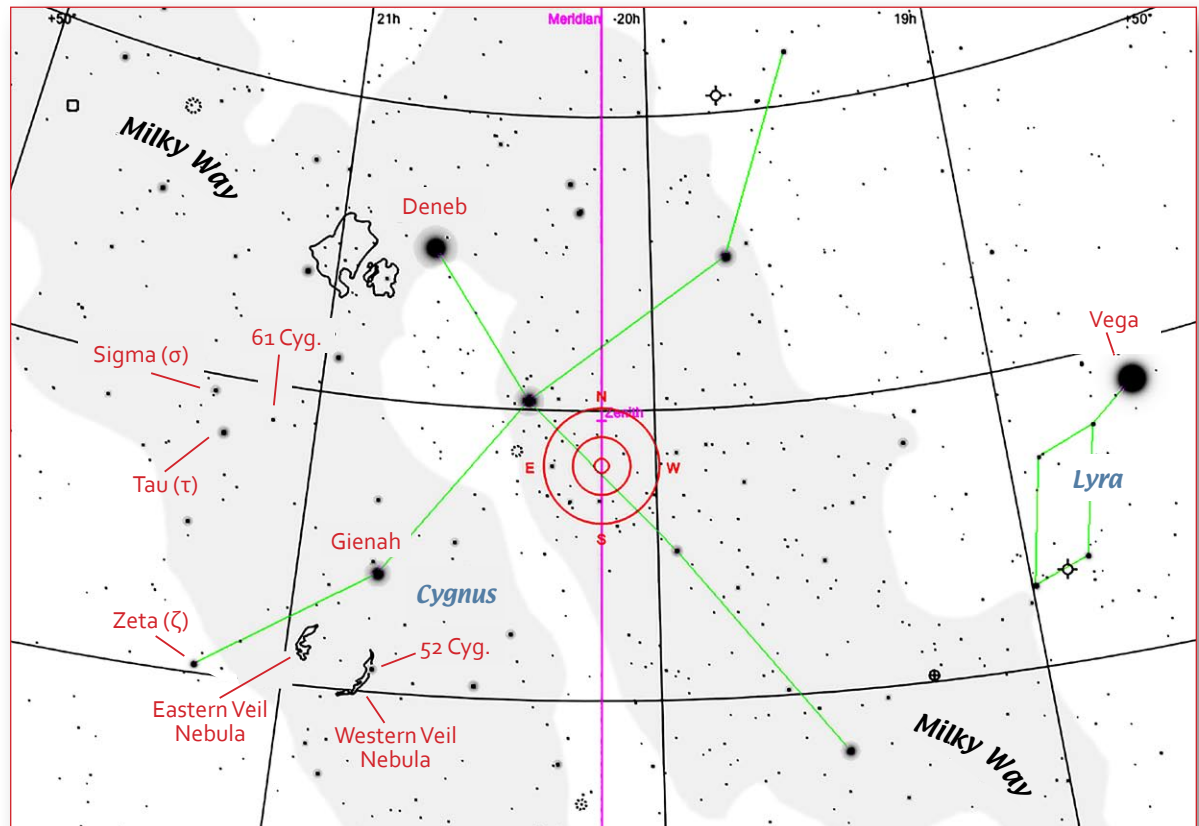 +50°
21h
Meridian
-20h
19h
+50°
Milky Way
Deneb
Vega
61 Cyg.
Sigma (σ)
N
Zenith
E
W
Tau (τ)
Lyra
S
Gienah
Cygnus
Zeta (ζ)
52 Cyg.
Eastern Veil
Nebula
Western Veil
Nebula
Milky Way